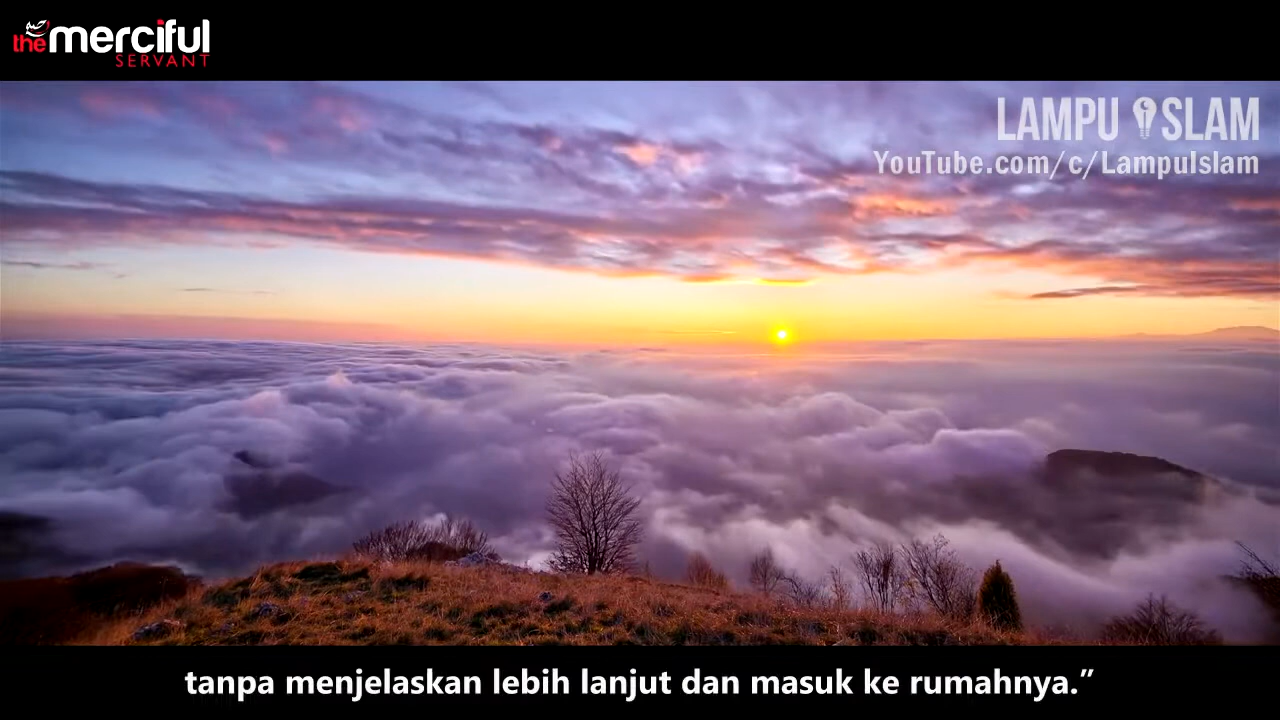 the merciful
SERVANT
LAMPU ISLAM
YouTube.com/c/LampuIslam
tanpa menjelaskan lebih lanjut dan masuk ke rumahnya.”